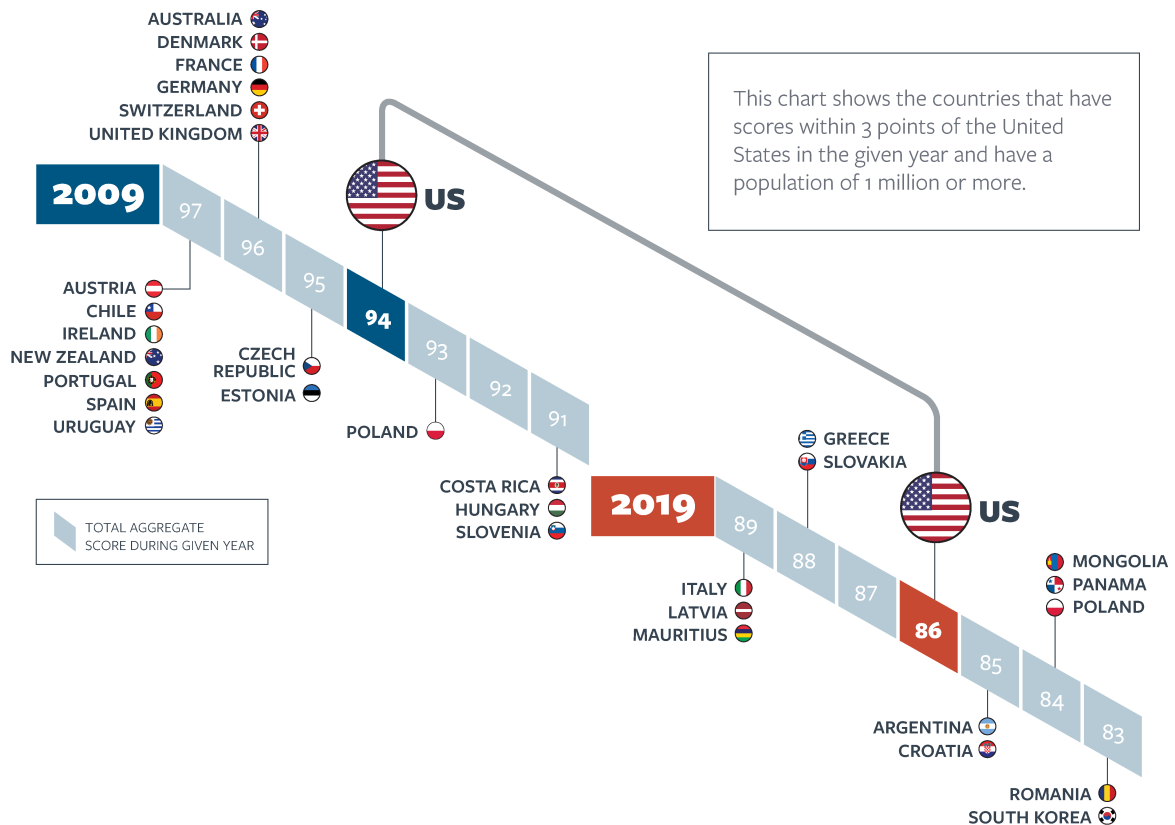 AUSTRALIA
DENMARK
FRANCE
GERMANY
SWITZERLAND
UNITED KINGDOM
This chart shows the countries that have
scores within 3 points of the United
States in the given year and have a
population of 1 million or more.
2009
97
96
95
94
93
92
91
US
AUSTRIA
CHILE
IRELAND
NEW ZEALAND
PORTUGAL
SPAIN
URUGUAY
CZECH
REPUBLIC
ESTONIA
POLAND
COSTA RICA
HUNGARY
SLOVENIA
TOTAL AGGREGATE
SCORE DURING GIVEN YEAR
2019
89
88
87
86
85
84
83
GREECE
SLOVAKIA
US
ITALY
LATVIA
MAURITIUS
MONGOLIA
PANAMA
POLAND
ARGENTINA
CROATIA
ROMANIA
SOUTH KOREA